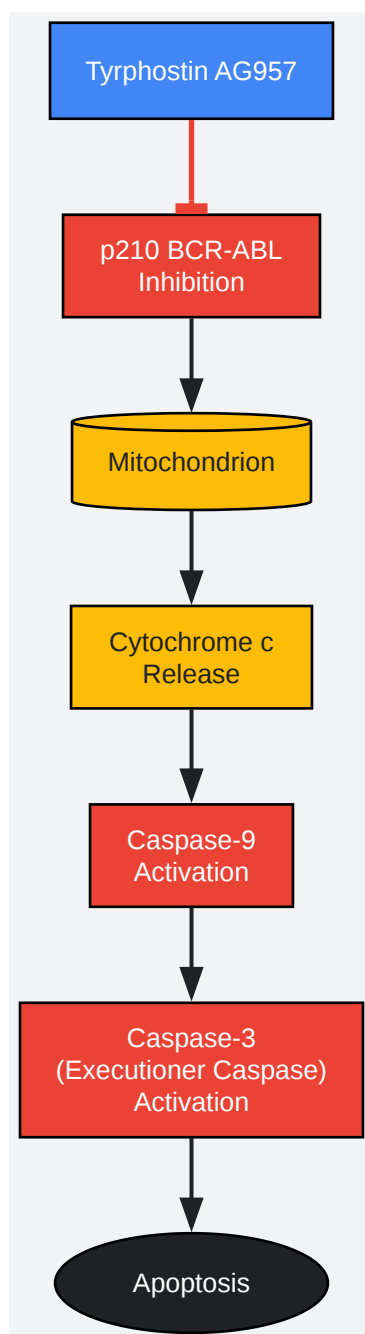 Tyrphostin AG957
p210 BCR-ABL
Inhibition
Mitochondrion
Cytochrome c
Release
Caspase-9
Activation
Caspase-3
(Executioner Caspase)
Activation
Apoptosis